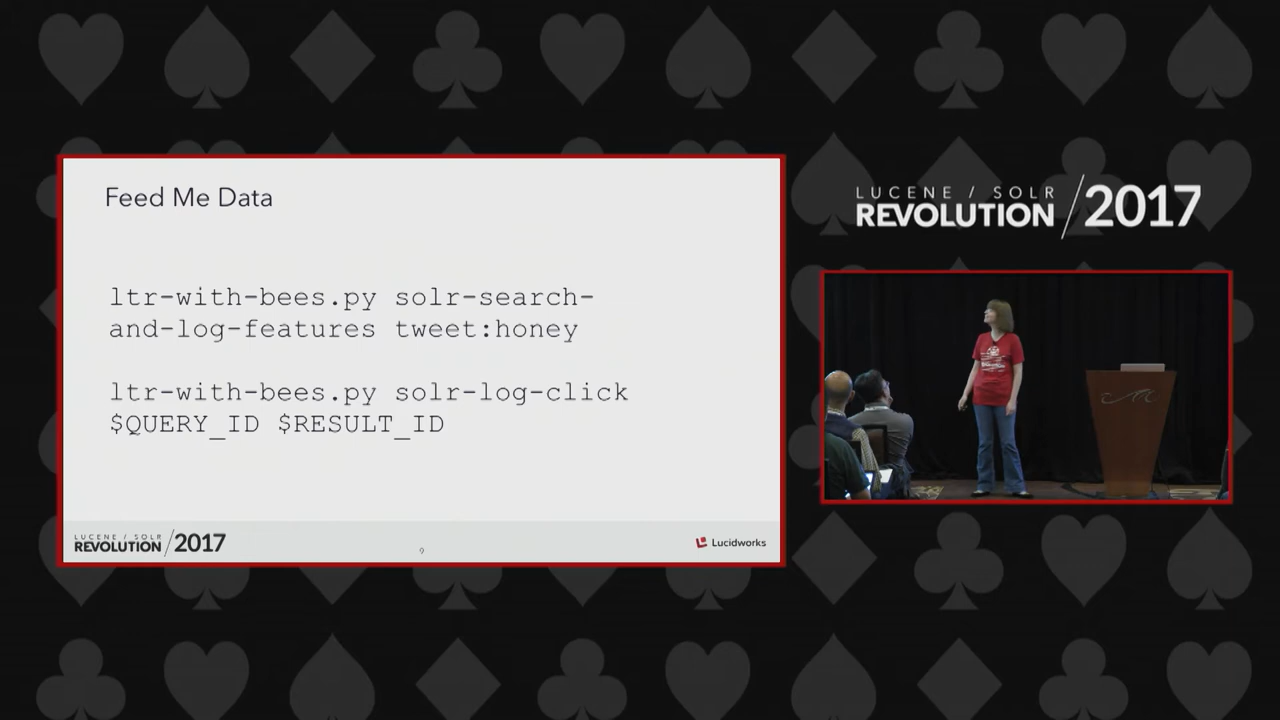 Feed Me Data
ltr-with-bees.py solr-search-
and-log-features tweet:honey
ltr-with-bees.py solr-log-click
$QUERY_ID $RESULT_ID
LUCENE / SOLR
REVOLUTION / 2017
9
Lucidworks
LUCENE / SOLR
REVOLUTION / 2017